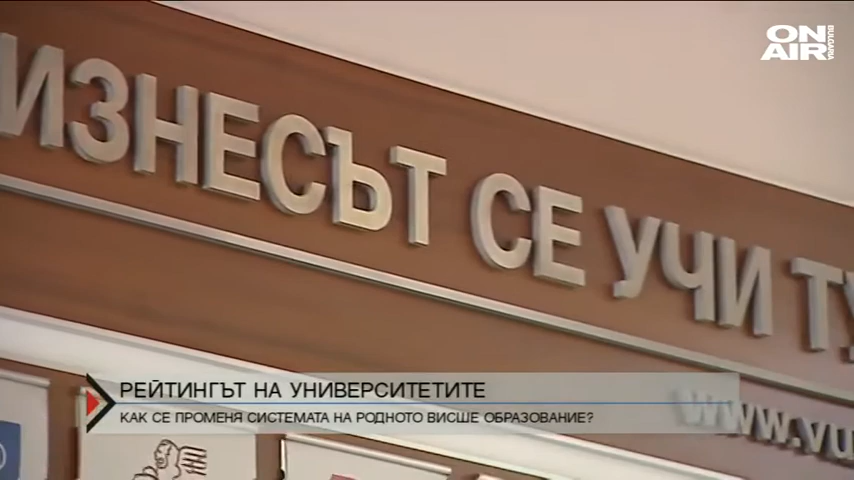 ON
AIR
BULGARIA
ИЗНЕСЪТ СЕ УЧИ ТУ
www.vu
РЕЙТИНГЪТ НА УНИВЕРСИТЕТИТЕ
КАК СЕ ПРОМЕНЯ СИСТЕМАТА НА РОДНОТО ВИСШЕ ОБРАЗОВАНИЕ?